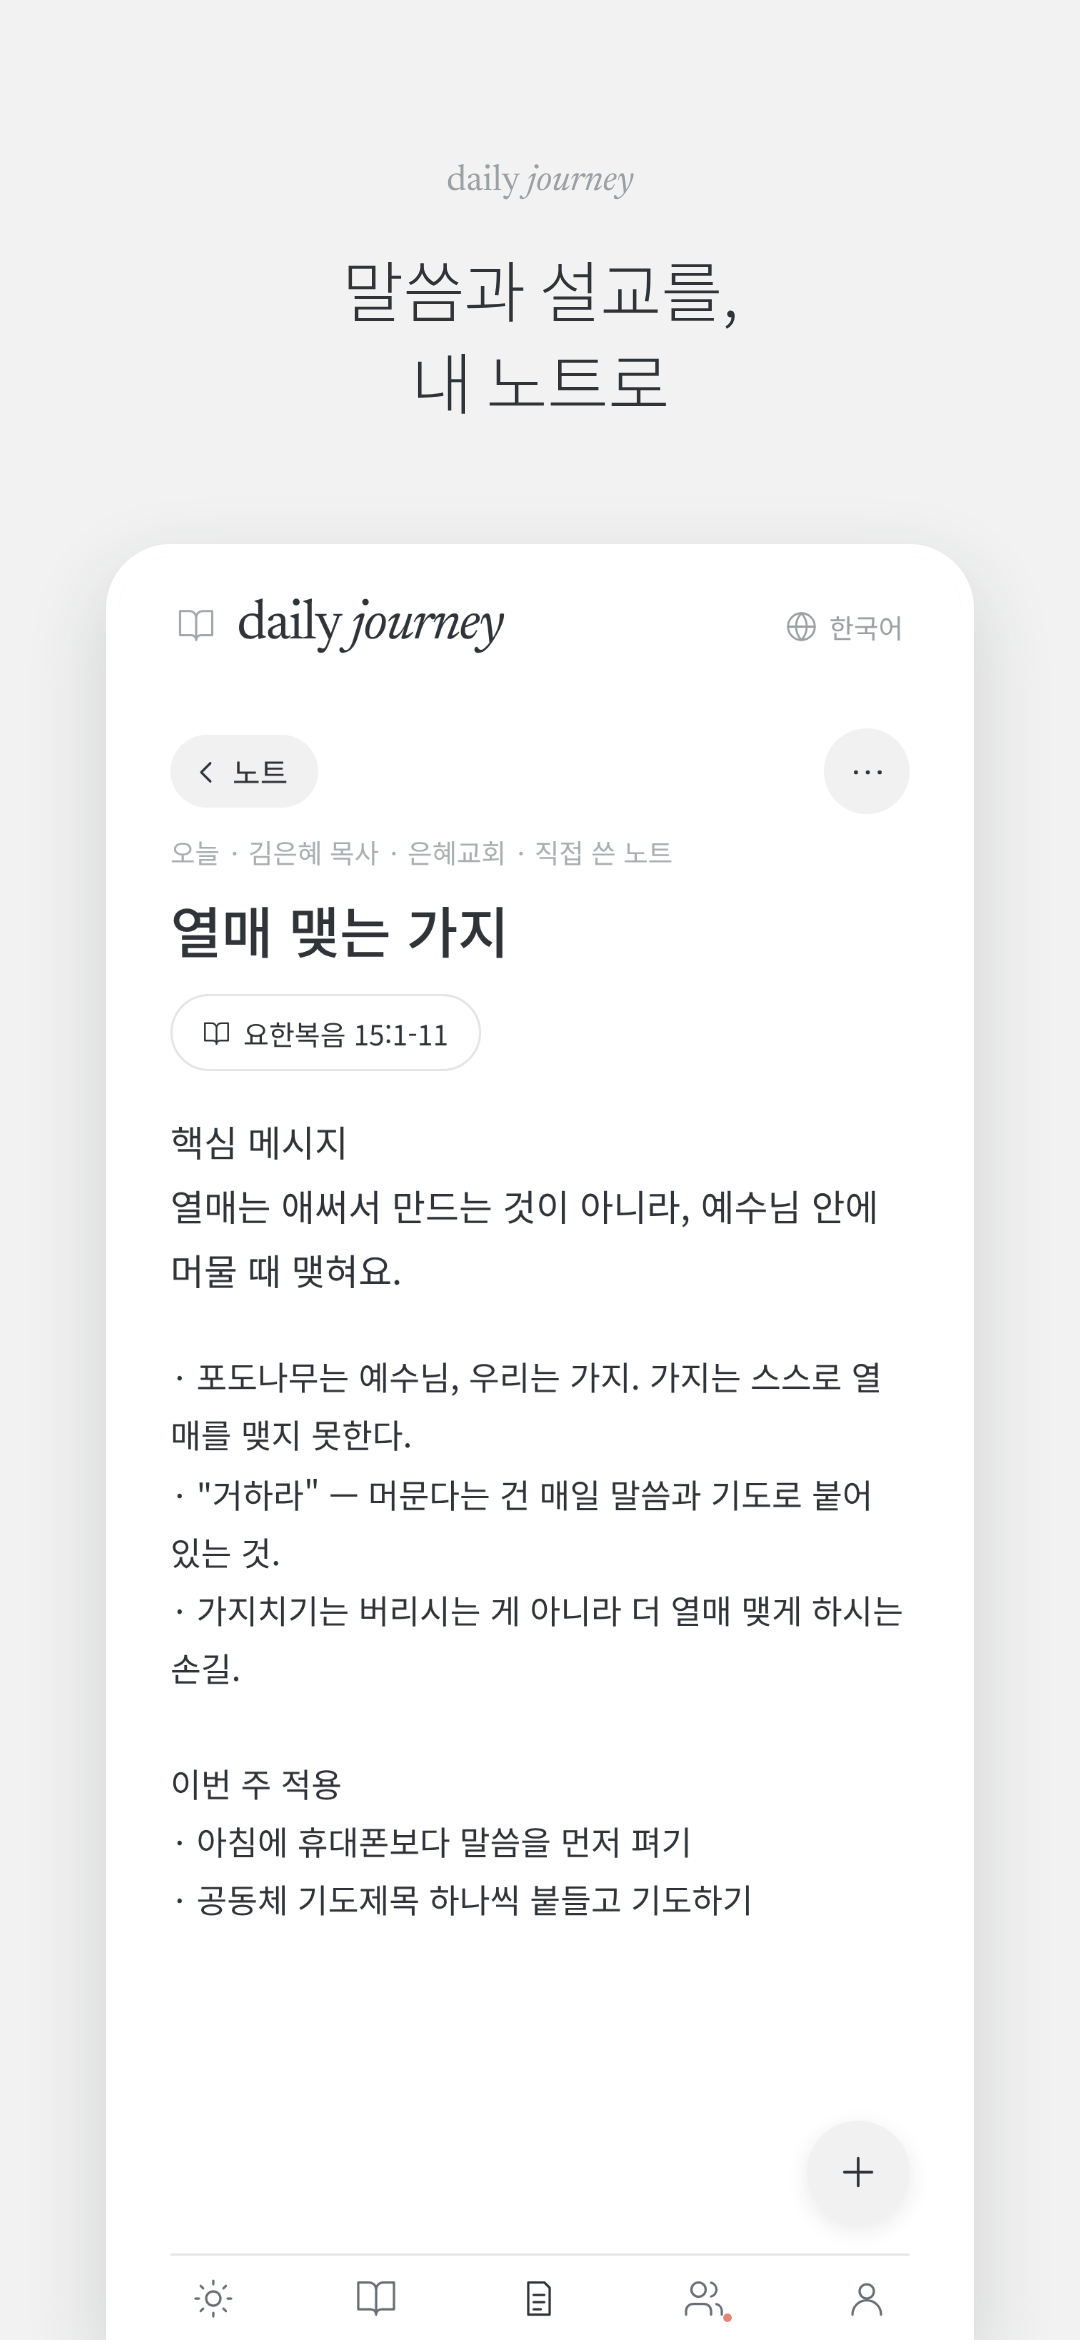 daily journey
말씀과 설교를,
내 노트로
daily journey
한국어
노트
...
오늘 · 김은혜 목사 · 은혜교회 · 직접 쓴 노트
열매 맺는 가지
요한복음 15:1-11
핵심 메시지
열매는 애써서 만드는 것이 아니라, 예수님 안에
머물 때 맺혀요.
· 포도나무는 예수님, 우리는 가지. 가지는 스스로 열
매를 맺지 못한다.
· "거하라" — 머문다는 건 매일 말씀과 기도로 붙어
있는 것.
· 가지치기는 버리시는 게 아니라 더 열매 맺게 하시는
손길.
이번 주 적용
· 아침에 휴대폰보다 말씀을 먼저 펴기
· 공동체 기도제목 하나씩 붙들고 기도하기